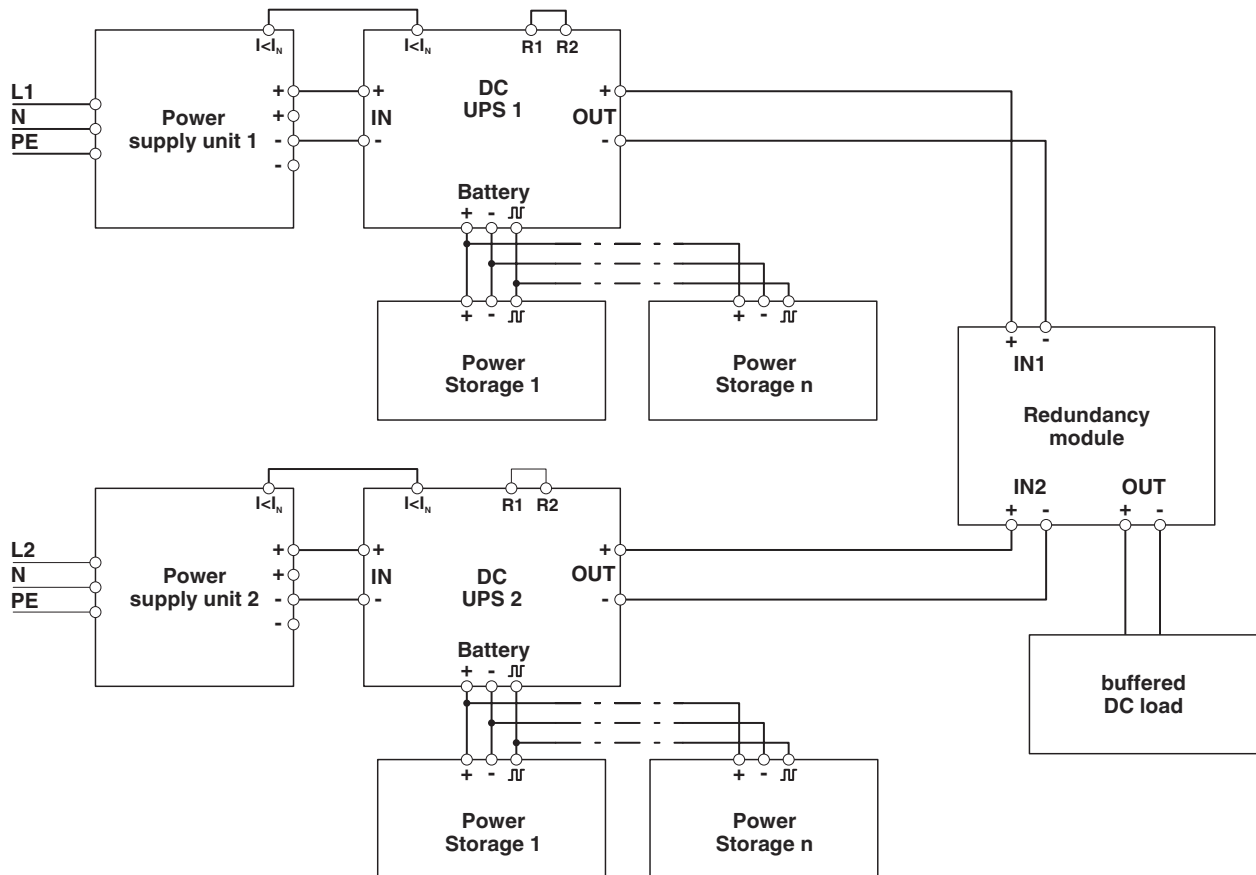 I<IN
I<IN
R1 R2
L1
N
PE
Power
supply unit 1
+
+
-
-
+
IN
-
DC
UPS 1
+
OUT
-
Battery
+ -
+ -
Power
Storage 1
+ -
Power
Storage n
+ -
IN1
Redundancy
module
IN2 OUT
+ - + -
I<IN
I<IN
R1 R2
L2
N
PE
Power
supply unit 2
+
+
-
-
+
IN
-
DC
UPS 2
+
OUT
-
Battery
+ -
+ -
Power
Storage 1
+ -
Power
Storage n
buffered
DC load